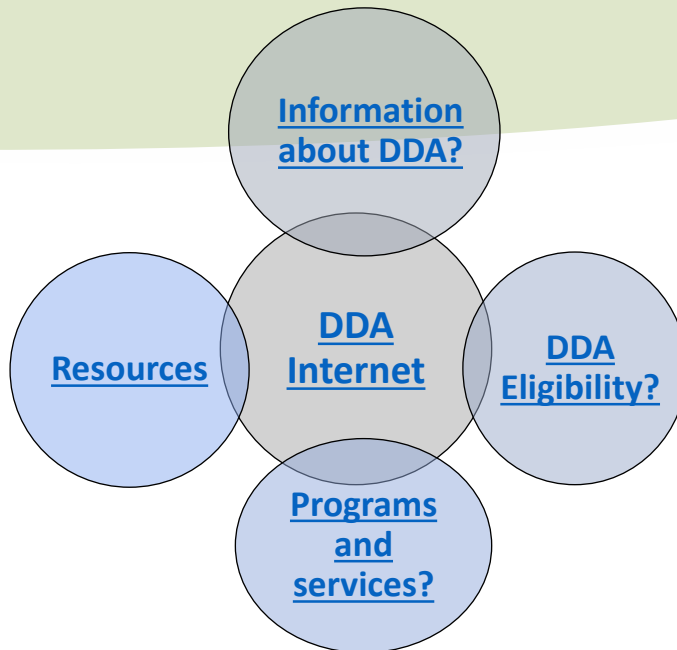 Information
about DDA?
DDA
Internet
Resources
DDA
Eligibility?
Programs
and
services?